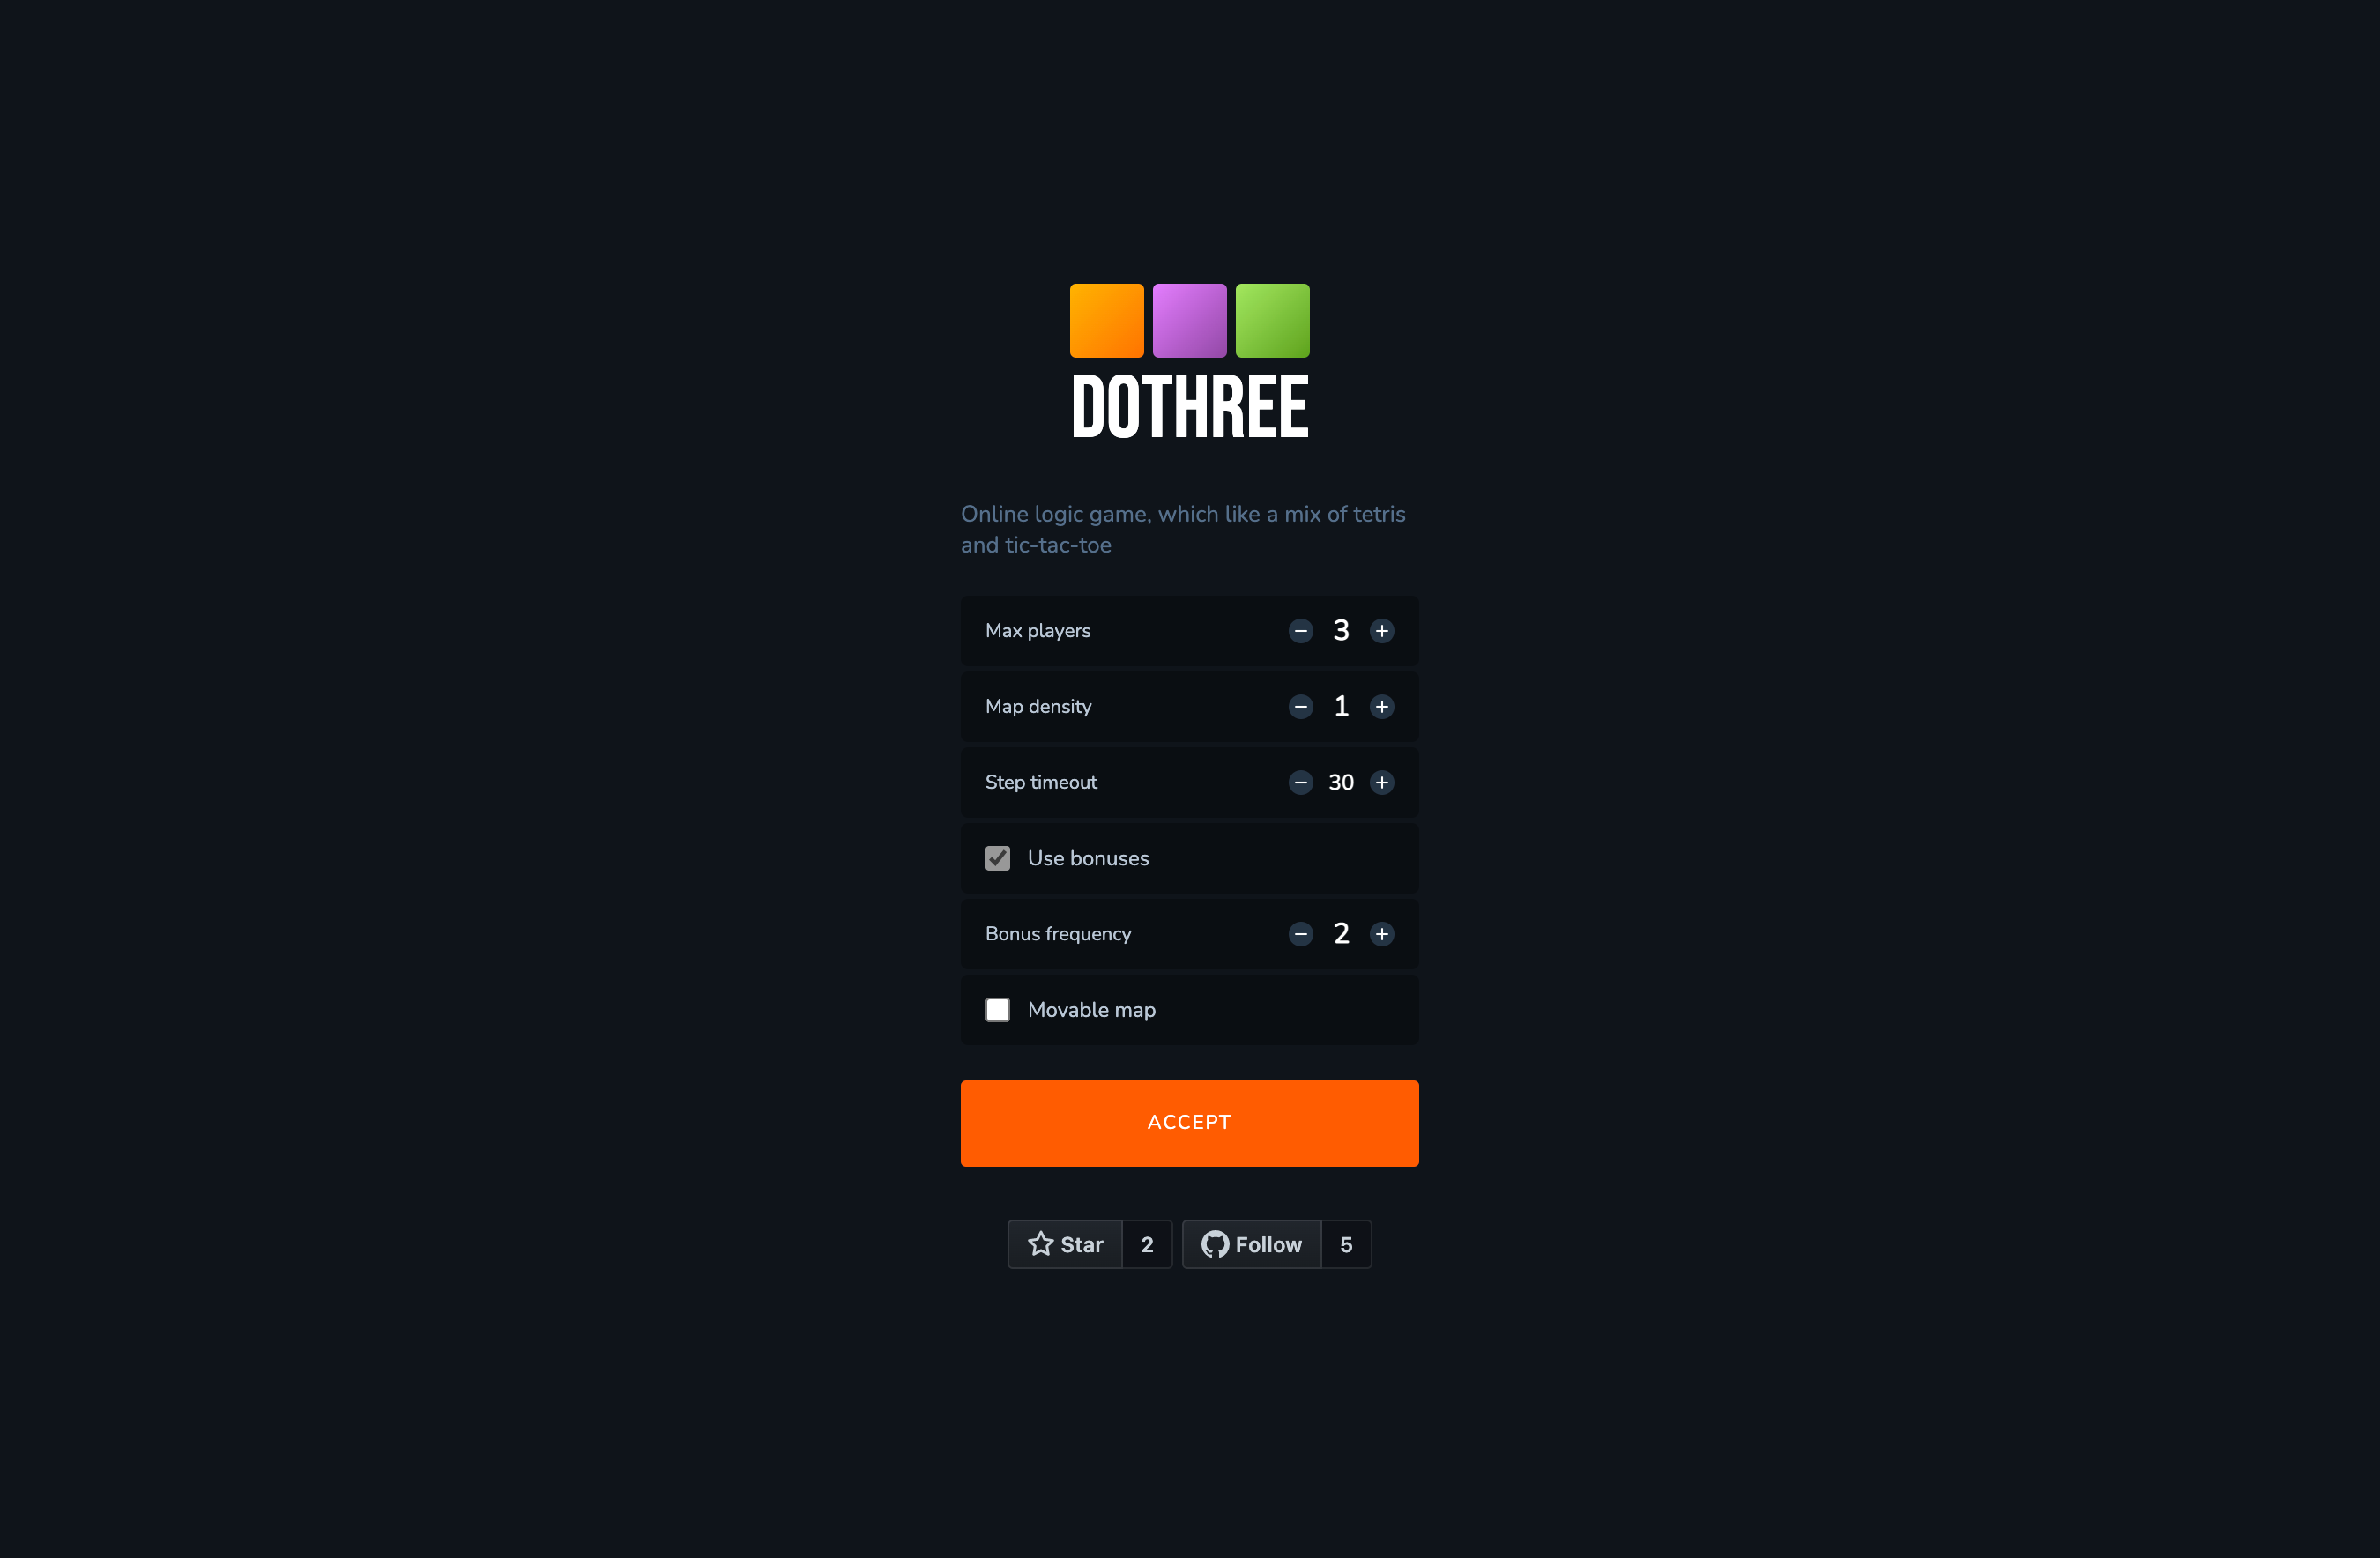 DOTHREE
Online logic game, which like a mix of tetris
and tic-tac-toe
Max players 3
Map density 1
Step timeout 30
Use bonuses
Bonus frequency 2
Movable map
ACCEPT
Star 2 Follow 5